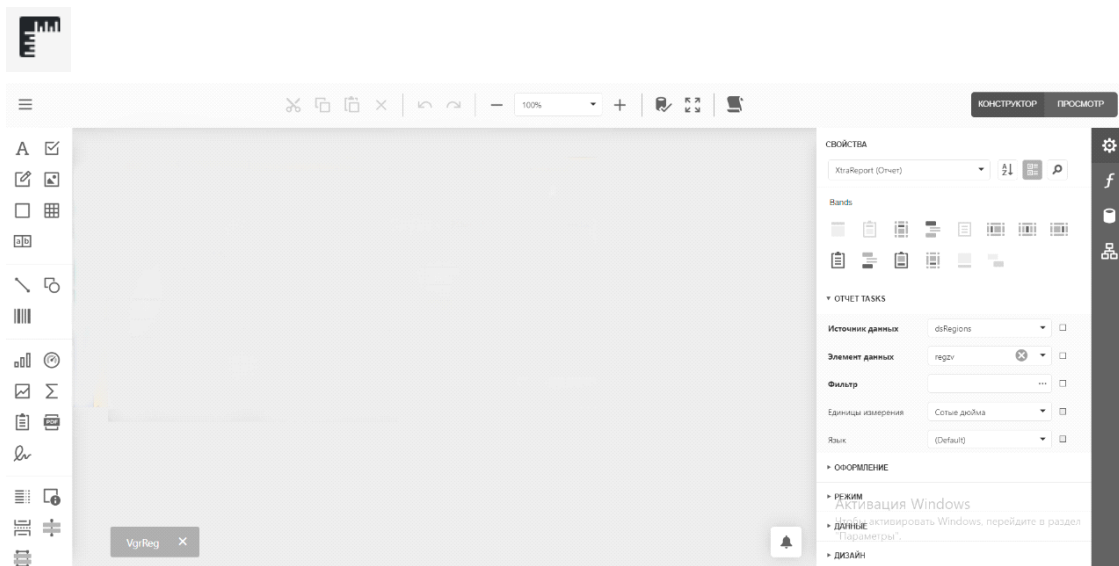 100%
КОНСТРУКТОР ПРОСМОТР
СВОЙСТВА
XtraReport (Отчет)
A
Z
Bands
ОТЧЕТ TASKS
Источник данных dsRegions
Элемент данных regzv
Фильтр ...
Единицы измерения Сотые дюйма
Язык (Default)
ОФОРМЛЕНИЕ
РЕЖИМ
Активация Windows
Чтобы активировать Windows, перейдите в раздел
"Параметры".
ДАННЫЕ
ДИЗАЙН
A
a b
PDF
VgrReg